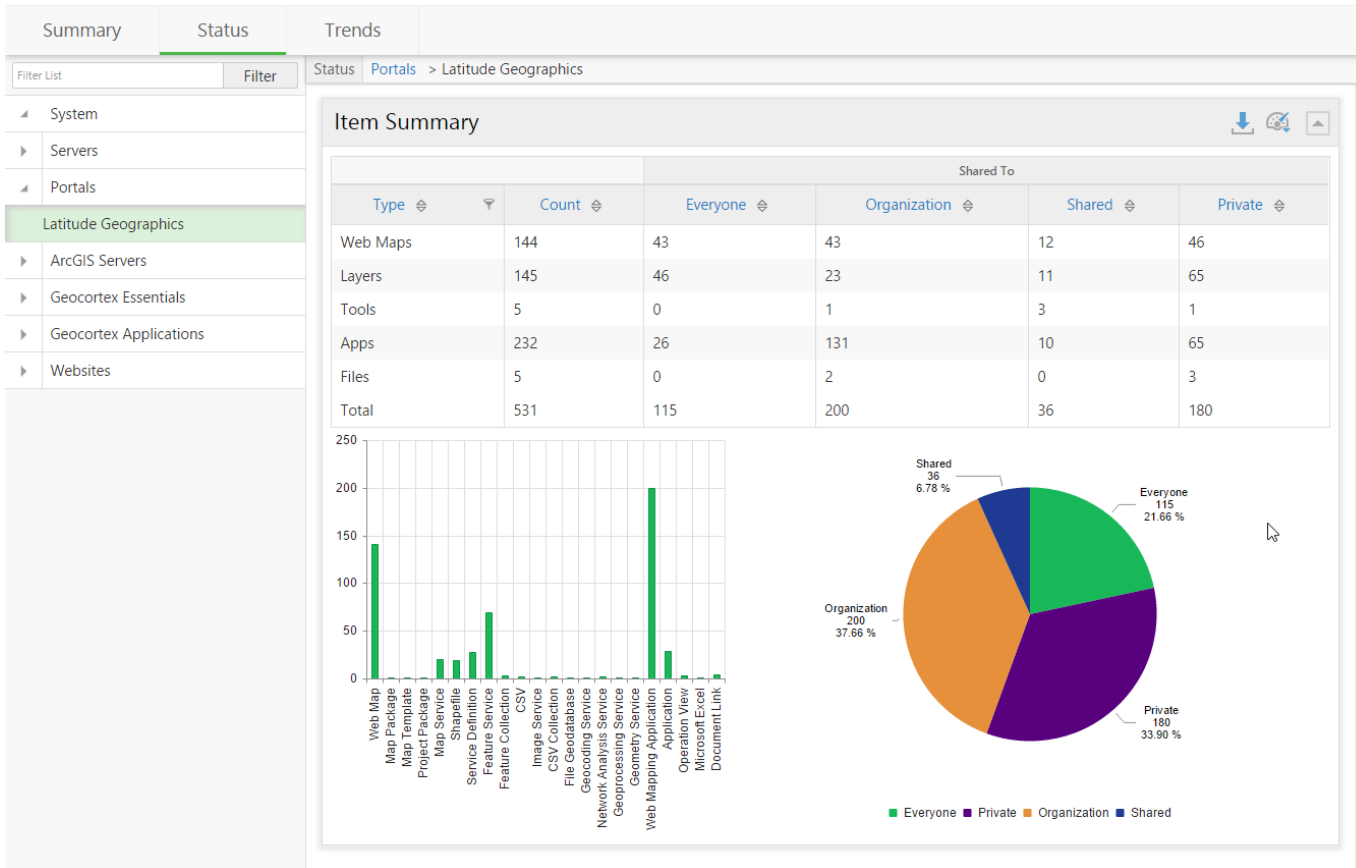 Summary Status Trends
Filter List Filter
Status Portals > Latitude Geographics
System
Servers
Portals
Latitude Geographics
ArcGIS Servers
Geocortex Essentials
Geocortex Applications
Websites
Item Summary
Shared To
Type Count Everyone Organization Shared Private
Web Maps 144 43 43 12 46
Layers 145 46 23 11 65
Tools 5 0 1 3 1
Apps 232 26 131 10 65
Files 5 0 2 0 3
Total 531 115 200 36 180
250
200
150
100
50
0
Web Map
Map Package
Map Template
Project Package
Map Service
Shapefile
Service Definition
Feature Service
Feature Collection
CSV
Image Service
CSV Collection
File Geodatabase
Geocoding Service
Network Analysis Service
Geoprocessing Service
Geometry Service
Web Mapping Application
Application
Operation View
Microsoft Excel
Document Link
Shared
36
6.78 %
Everyone
115
21.66 %
Organization
200
37.66 %
Private
180
33.90 %
Everyone Private Organization Shared